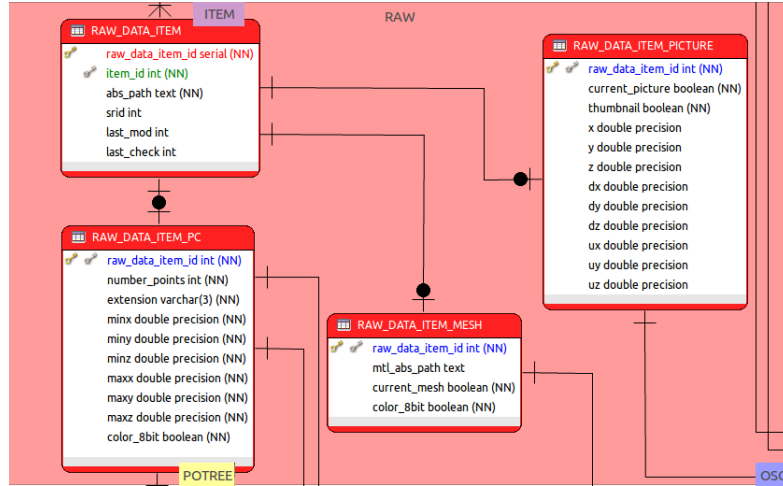 ITEM
RAW
RAW_DATA_ITEM
raw_data_item_id serial (NN)
item_id int (NN)
abs_path text (NN)
srid int
last_mod int
last_check int
RAW_DATA_ITEM_PICTURE
raw_data_item_id int (NN)
current_picture boolean (NN)
thumbnail boolean (NN)
x double precision
y double precision
z double precision
dx double precision
dy double precision
dz double precision
ux double precision
uy double precision
uz double precision
RAW_DATA_ITEM_PC
raw_data_item_id int (NN)
number_points int (NN)
extension varchar(3) (NN)
minx double precision (NN)
miny double precision (NN)
minz double precision (NN)
maxx double precision (NN)
maxy double precision (NN)
maxz double precision (NN)
color_8bit boolean (NN)
RAW_DATA_ITEM_MESH
raw_data_item_id int (NN)
mtl_abs_path text
current_mesh boolean (NN)
color_8bit boolean (NN)
POTREE